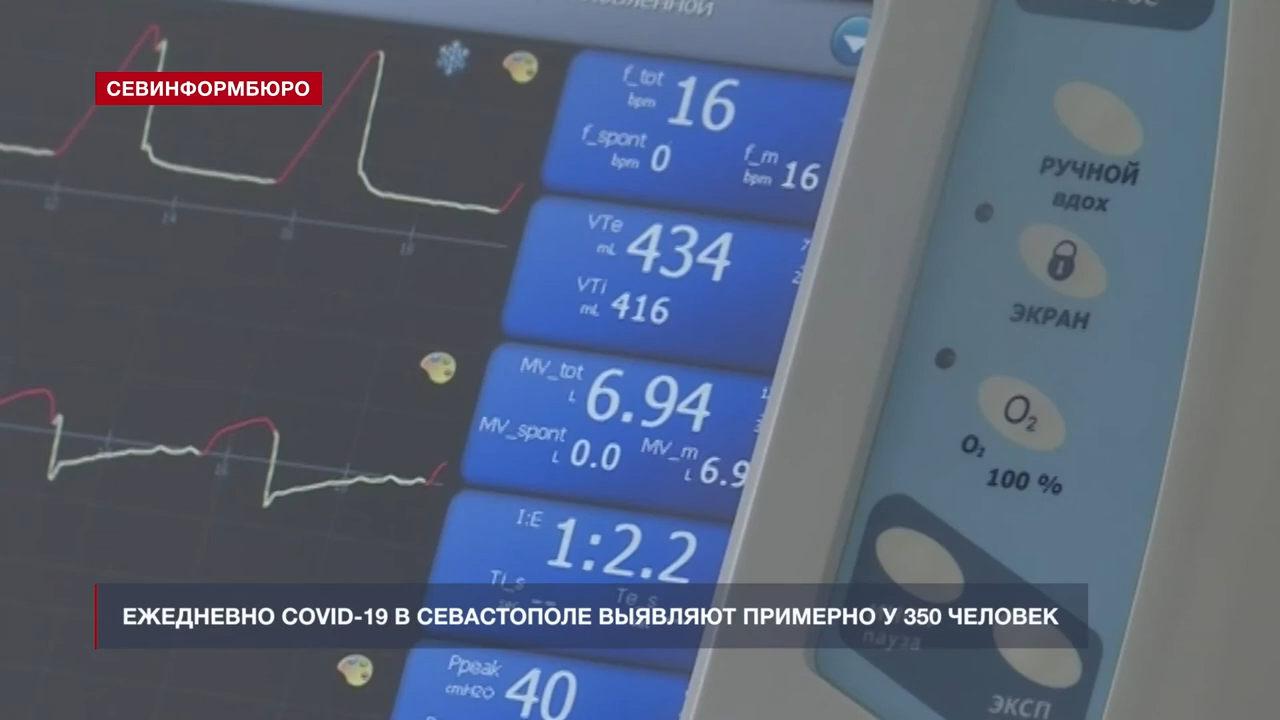 СЕВИНФОРМБЮРО
f_tot
bpm 16
f_spont
bpm 0
f_m
bpm 16
VTe
mL 434
VTi
mL 416
MV_tot
L 6.94
MV_spont
L 0.0
MV_m
L 6.9
I:E 1:2.2
Ti_s
Te_s
Ppeak
cmH2O 40
РУЧНОЙ
вдох
ЭКРАН
O₂
O₂
100 %
пауза
ЭКСП
ЕЖЕДНЕВНО COVID-19 В СЕВАСТОПОЛЕ ВЫЯВЛЯЮТ ПРИМЕРНО У 350 ЧЕЛОВЕК